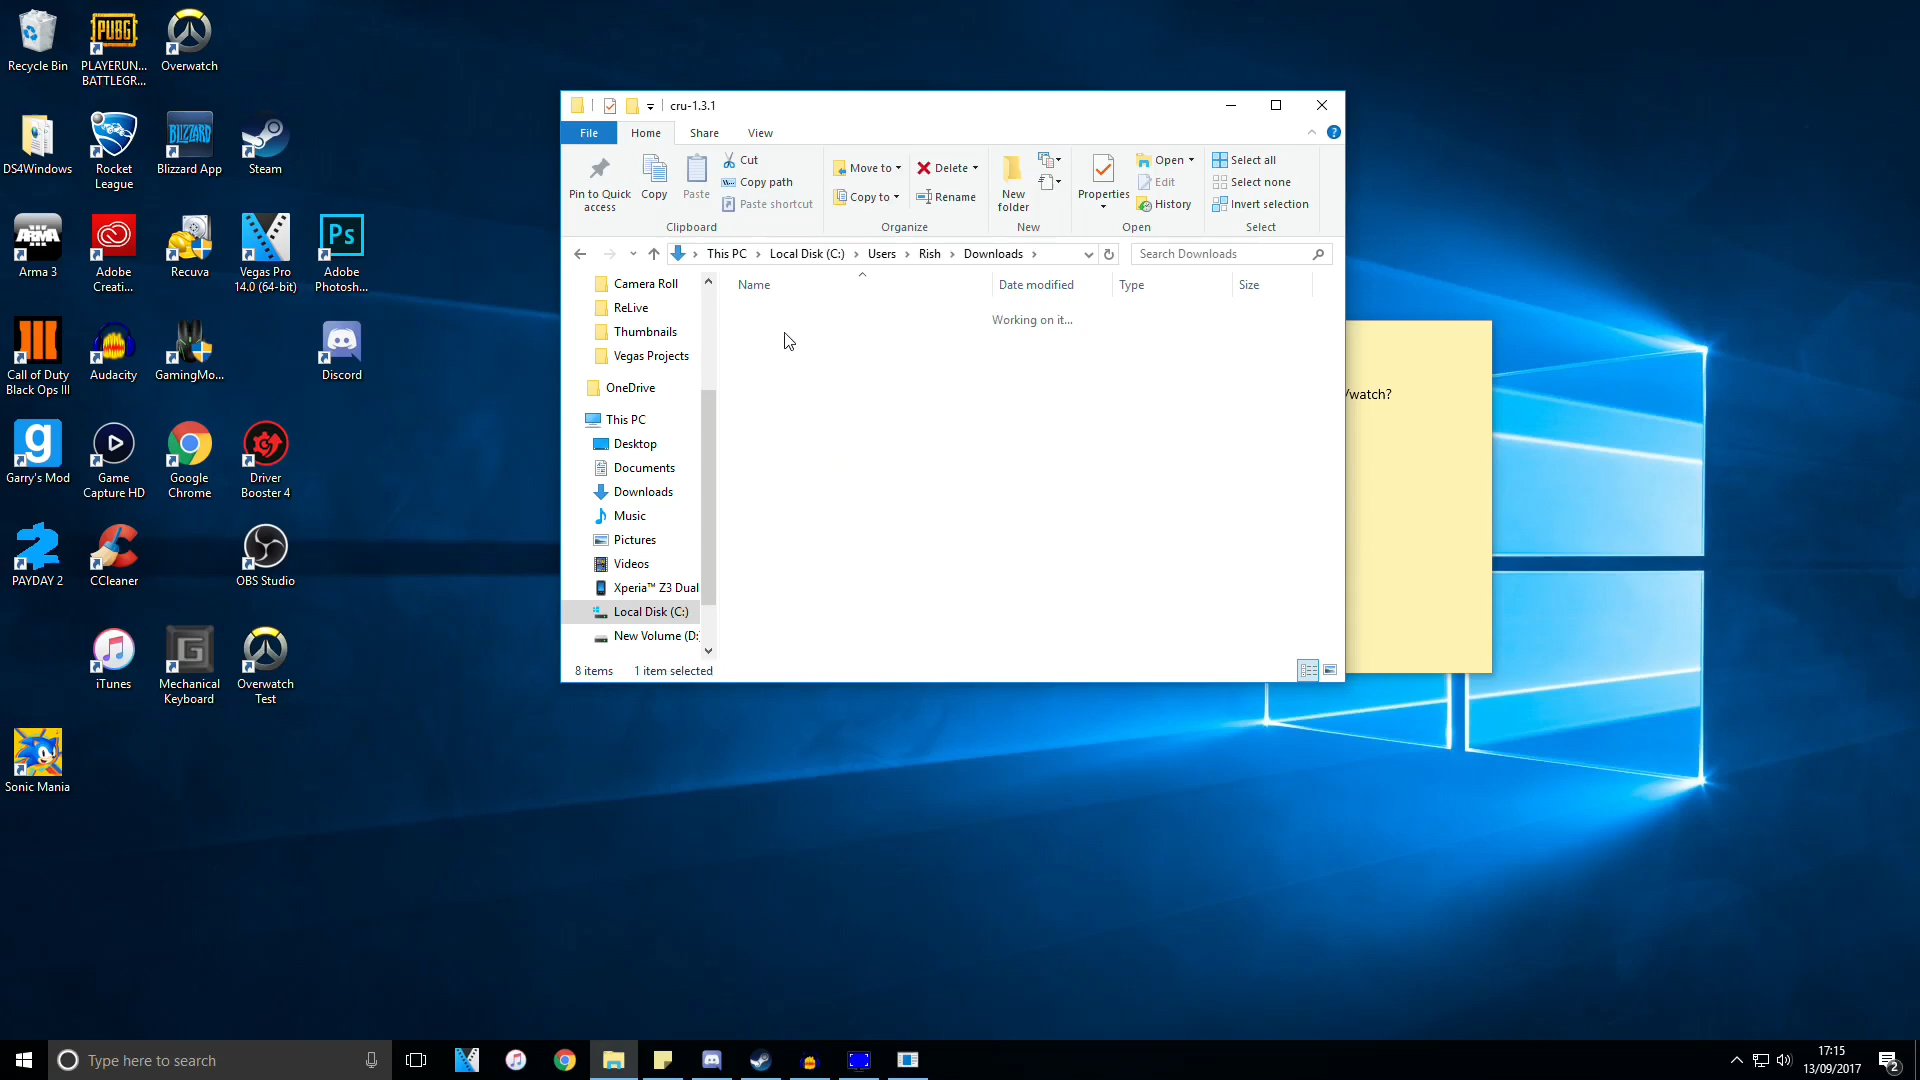 Recycle Bin
PLAYERUN...
BATTLEGR...
Overwatch
DS4Windows
Rocket
League
Blizzard App
Steam
Arma 3
Adobe
Creati...
Recuva
Vegas Pro
14.0 (64-bit)
Adobe
Photosh...
Call of Duty
Black Ops III
Audacity
GamingMo...
Discord
Garry's Mod
Game
Capture HD
Google
Chrome
Driver
Booster 4
PAYDAY 2
CCleaner
OBS Studio
iTunes
Mechanical
Keyboard
Overwatch
Test
Sonic Mania
PUBG
BLIZZARD
ARMA
Ps
cru-1.3.1
File Home Share View
Pin to Quick
access
Copy
Paste
Cut
Copy path
Paste shortcut
Clipboard
Move to
Copy to
Delete
Rename
Organize
New
folder
New
Properties
Open
Edit
History
Open
Select all
Select none
Invert selection
Select
This PC Local Disk (C:) Users Rish Downloads
Search Downloads
Name Date modified Type Size
Working on it...
Camera Roll
ReLive
Thumbnails
Vegas Projects
OneDrive
This PC
Desktop
Documents
Downloads
Music
Pictures
Videos
Xperia™ Z3 Dual
Local Disk (C:)
New Volume (D:
8 items 1 item selected
/watch?
Type here to search
17:15
13/09/2017
2